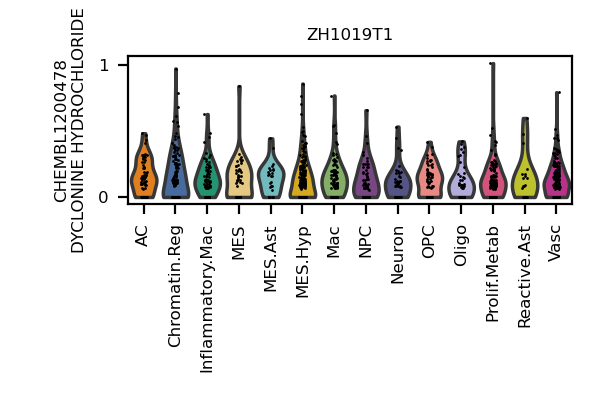 ZH1019T1
CHEMBL1200478
DYCLONINE HYDROCHLORIDE
1
0
AC
Chromatin.Reg
Inflammatory.Mac
MES
MES.Ast
MES.Hyp
Mac
NPC
Neuron
OPC
Oligo
Prolif.Metab
Reactive.Ast
Vasc